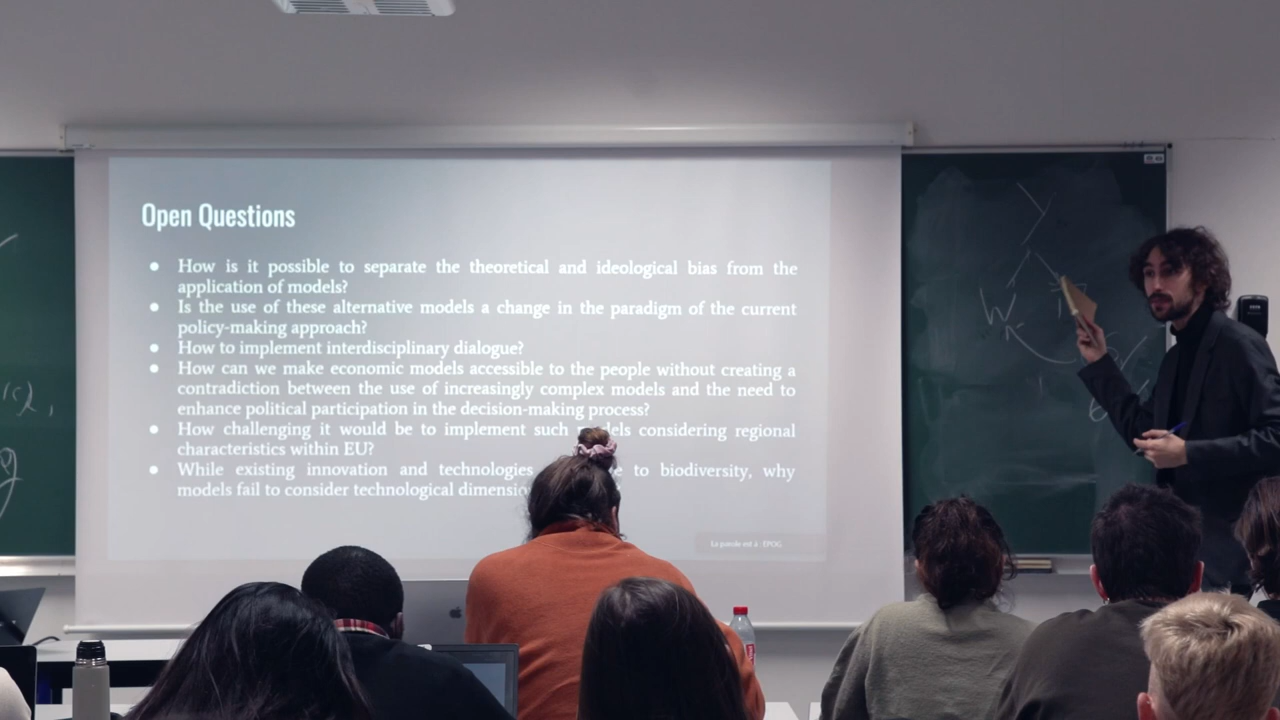 Open Questions
● How is it possible to separate the theoretical and ideological bias from the
application of models?
● Is the use of these alternative models a change in the paradigm of the current
policy-making approach?
● How to implement interdisciplinary dialogue?
● How can we make economic models accessible to the people without creating a
contradiction between the use of increasingly complex models and the need to
enhance political participation in the decision-making process?
● How challenging it would be to implement such considering regional
characteristics within EU?
● While existing innovation and technologies to biodiversity, why
models fail to consider technological
La parole est à : EPOG
Y
W